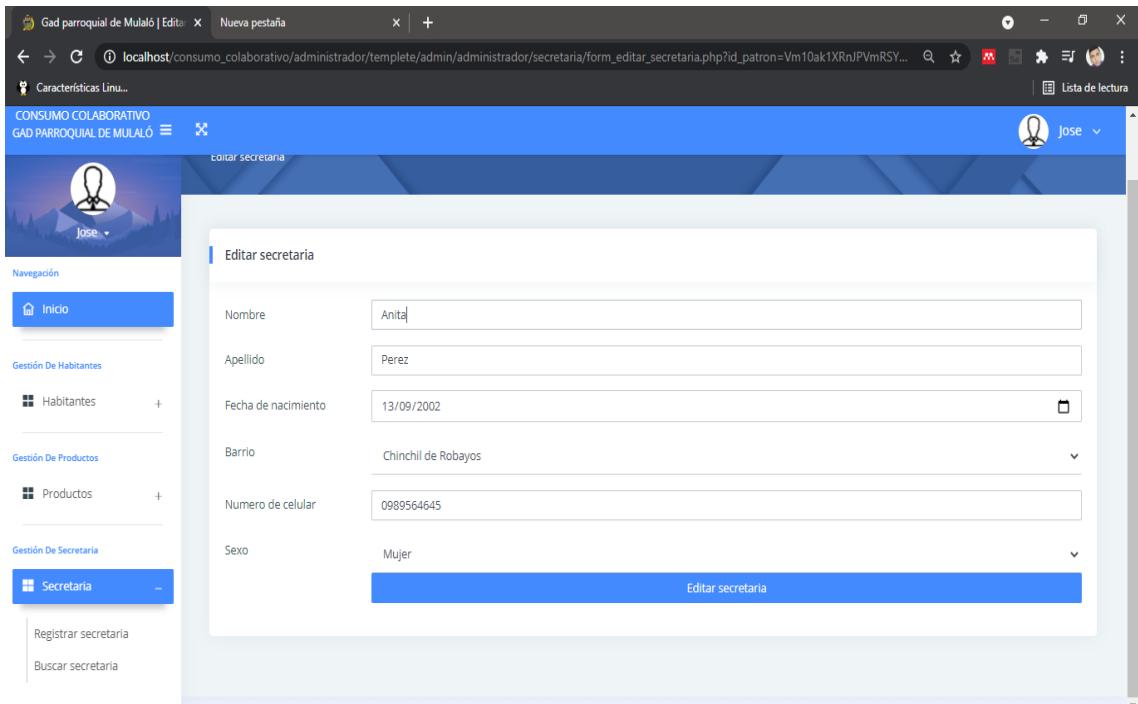 Gad parroquial de Mulaló | Edita
Nueva pestaña
localhost/consumo_colaborativo/administrador/templete/admin/administrador/secretaria/form_editar_secretaria.php?id_patron=Vm10ak1XRnJPVmRSY...
Características Linu...
Lista de lectura
CONSUMO COLABORATIVO
GAD PARROQUIAL DE MULALÓ
Jose
Editar secretaria
Jose
Navegación
Inicio
Gestión De Habitantes
Habitantes
Gestión De Productos
Productos
Gestión De Secretaria
Secretaria
Registrar secretaria
Buscar secretaria
Editar secretaria
Nombre
Anita
Apellido
Perez
Fecha de nacimiento
13/09/2002
Barrio
Chinchil de Robayos
Numero de celular
0989564645
Sexo
Mujer
Editar secretaria